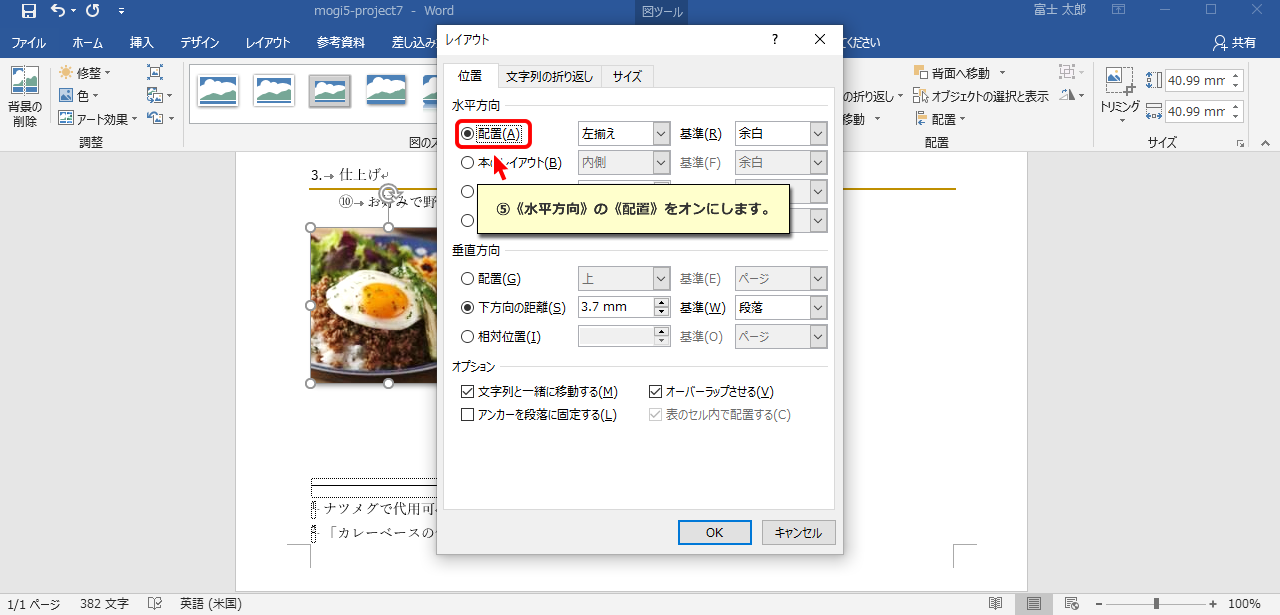 mogi5-project7 - Word
図ツール
富士 太郎
ファイル
ホーム
挿入
デザイン
レイアウト
参考資料
差し込み
ください
共有
背景の
削除
修整
色
アート効果
調整
図のス
背面へ移動
の折り返し
オブジェクトの選択と表示
移動
配置
配置
トリミング
40.99 mm
40.99 mm
サイズ
レイアウト
?
位置
文字列の折り返し
サイズ
水平方向
配置(A)
左揃え
基準(R)
余白
レイアウト(B)
内側
基準(F)
余白
⑤《水平方向》の《配置》をオンにします。
垂直方向
配置(G)
上
基準(E)
ページ
下方向の距離(S)
3.7 mm
基準(W)
段落
相対位置(I)
基準(O)
ページ
オプション
文字列と一緒に移動する(M)
オーバーラップさせる(V)
アンカーを段落に固定する(L)
表のセル内で配置する(C)
OK
キャンセル
3.→ 仕上げ
⑩→ お好みで野
ナツメグで代用可
「カレーベースの
1/1 ページ
382 文字
英語 (米国)
100%